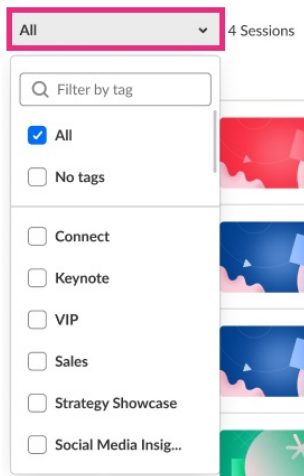 All
4 Sessions
Filter by tag
All
No tags
Connect
Keynote
VIP
Sales
Strategy Showcase
Social Media Insig...